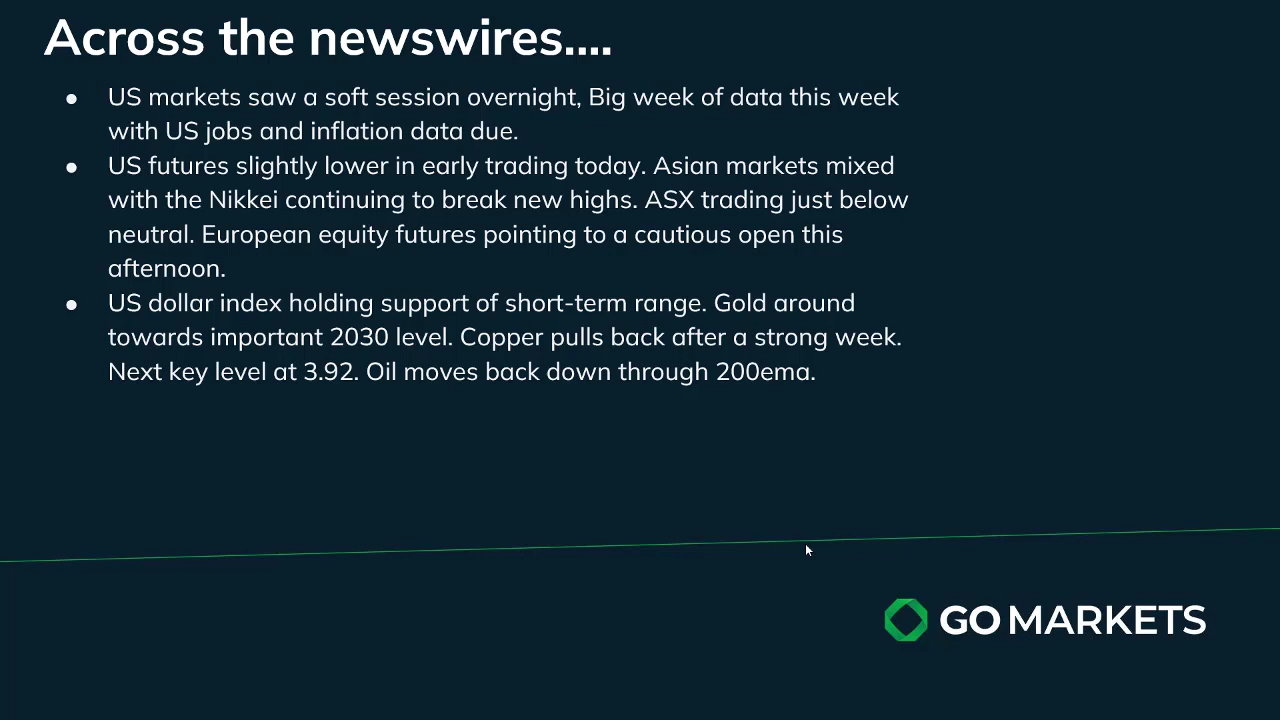 Across the newswires....
● US markets saw a soft session overnight, Big week of data this week
with US jobs and inflation data due.
● US futures slightly lower in early trading today. Asian markets mixed
with the Nikkei continuing to break new highs. ASX trading just below
neutral. European equity futures pointing to a cautious open this
afternoon.
● US dollar index holding support of short-term range. Gold around
towards important 2030 level. Copper pulls back after a strong week.
Next key level at 3.92. Oil moves back down through 200ema.
GO MARKETS